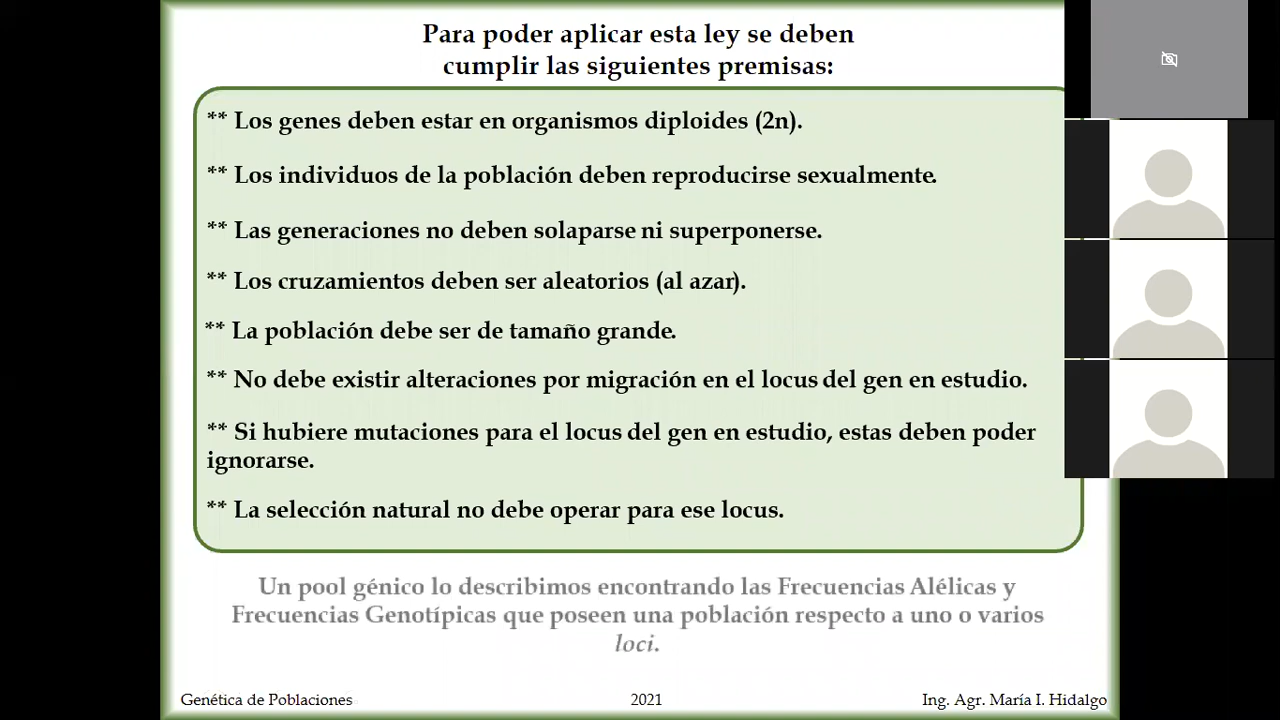 Para poder aplicar esta ley se deben
cumplir las siguientes premisas:
** Los genes deben estar en organismos diploides (2n).
** Los individuos de la población deben reproducirse sexualmente.
** Las generaciones no deben solaparse ni superponerse.
** Los cruzamientos deben ser aleatorios (al azar).
** La población debe ser de tamaño grande.
** No debe existir alteraciones por migración en el locus del gen en estudio.
** Si hubiere mutaciones para el locus del gen en estudio, estas deben poder
ignorarse.
** La selección natural no debe operar para ese locus.
Un pool génico lo describimos encontrando las Frecuencias Alélicas y
Frecuencias Genotípicas que poseen una población respecto a uno o varios
loci.
Genética de Poblaciones 2021 Ing. Agr. María I. Hidalgo